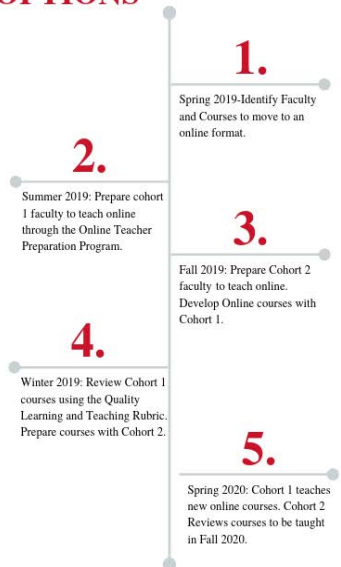 OPTIONS
1.
Spring 2019-Identify Faculty
and Courses to move to an
online format.
2.
Summer 2019: Prepare cohort
1 faculty to teach online
through the Online Teacher
Preparation Program.
3.
Fall 2019: Prepare Cohort 2
faculty to teach online.
Develop Online courses with
Cohort 1.
4.
Winter 2019: Review Cohort 1
courses using the Quality
Learning and Teaching Rubric.
Prepare courses with Cohort 2.
5.
Spring 2020: Cohort 1 teaches
new online courses. Cohort 2
Reviews courses to be taught
in Fall 2020.